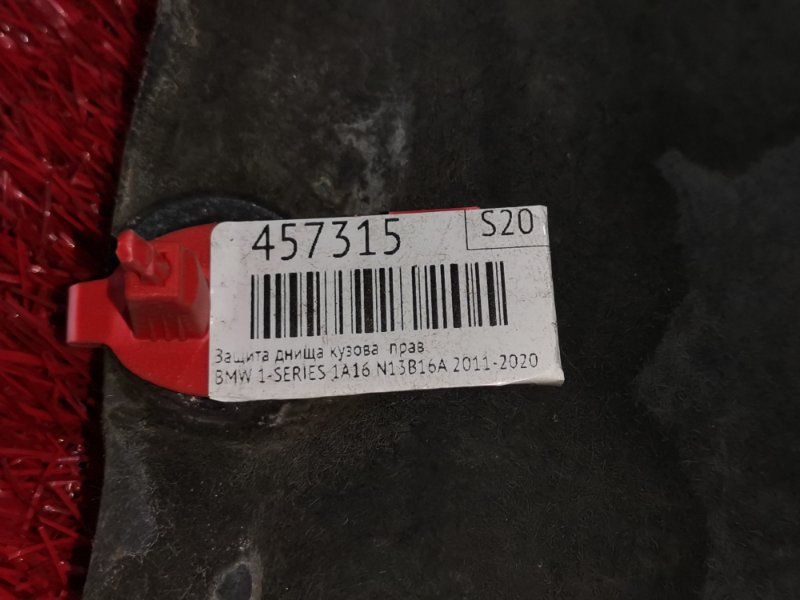 457315
S20
Защита днища кузова прав
BMW 1-SERIES 1A16 N13B16A 2011-2020